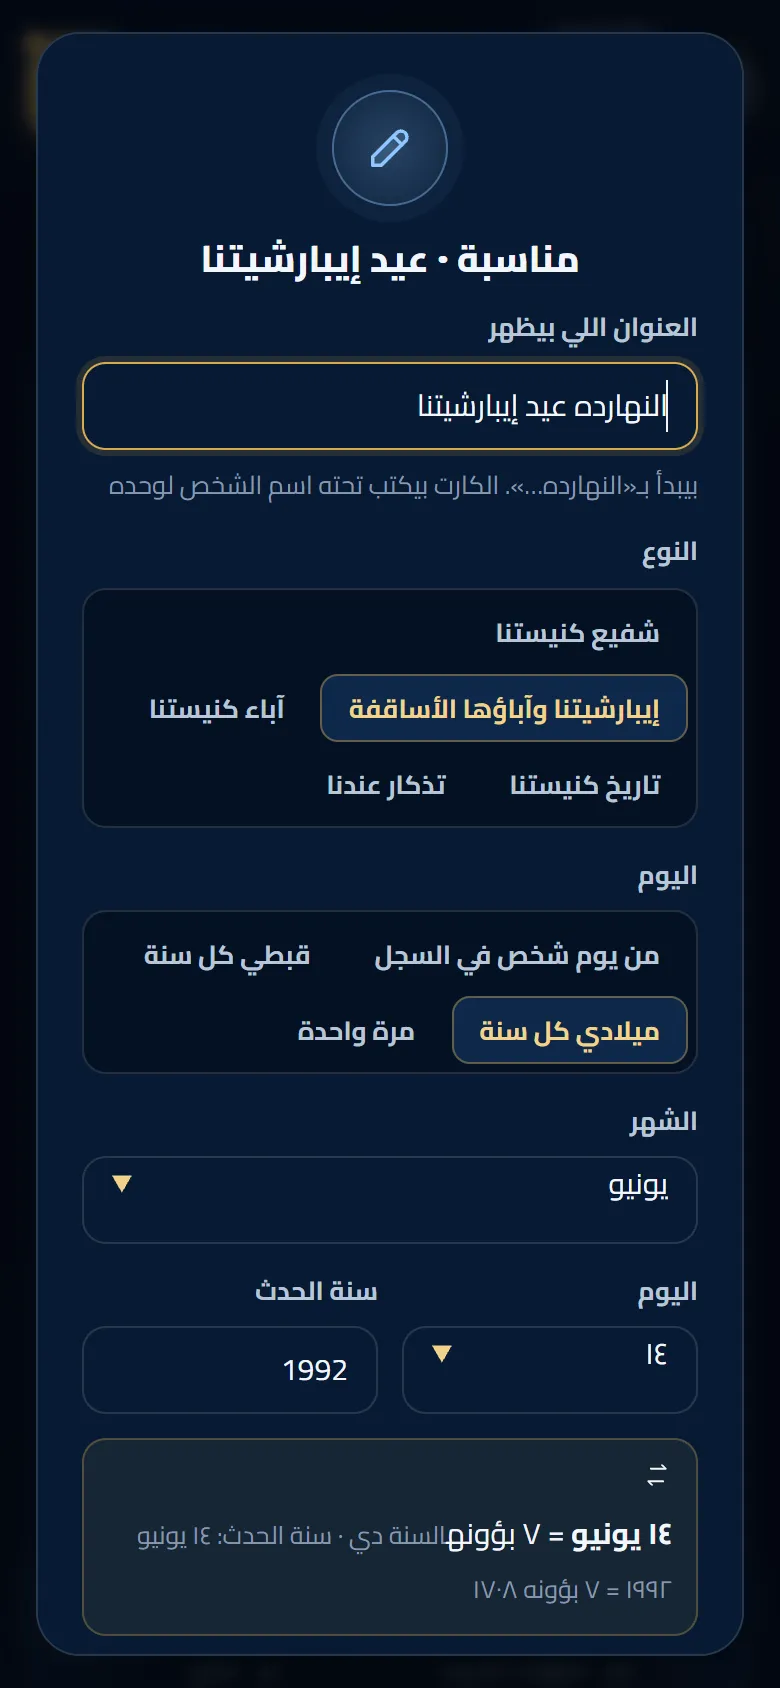 مناسبة · عيد إيبارشيتنا
العنوان اللي بيظهر
النهارده عيد إيبارشيتنا
بيبدأ بـ«النهارده...». الكارت بيكتب تحته اسم الشخص لوحده
النوع
شفيع كنيستنا
إيبارشيتنا وآباؤها الأساقفة آباء كنيستنا
تاريخ كنيستنا تذكار عندنا
اليوم
من يوم شخص في السجل قبطي كل سنة
ميلادي كل سنة مرة واحدة
الشهر
يونيو
اليوم سنة الحدث
١٤ 1992
١٤ يونيو = ٧ بؤونه السنة دي · سنة الحدث: ١٤ يونيو
١٩٩٢ = ٧ بؤونه ١٧٠٨